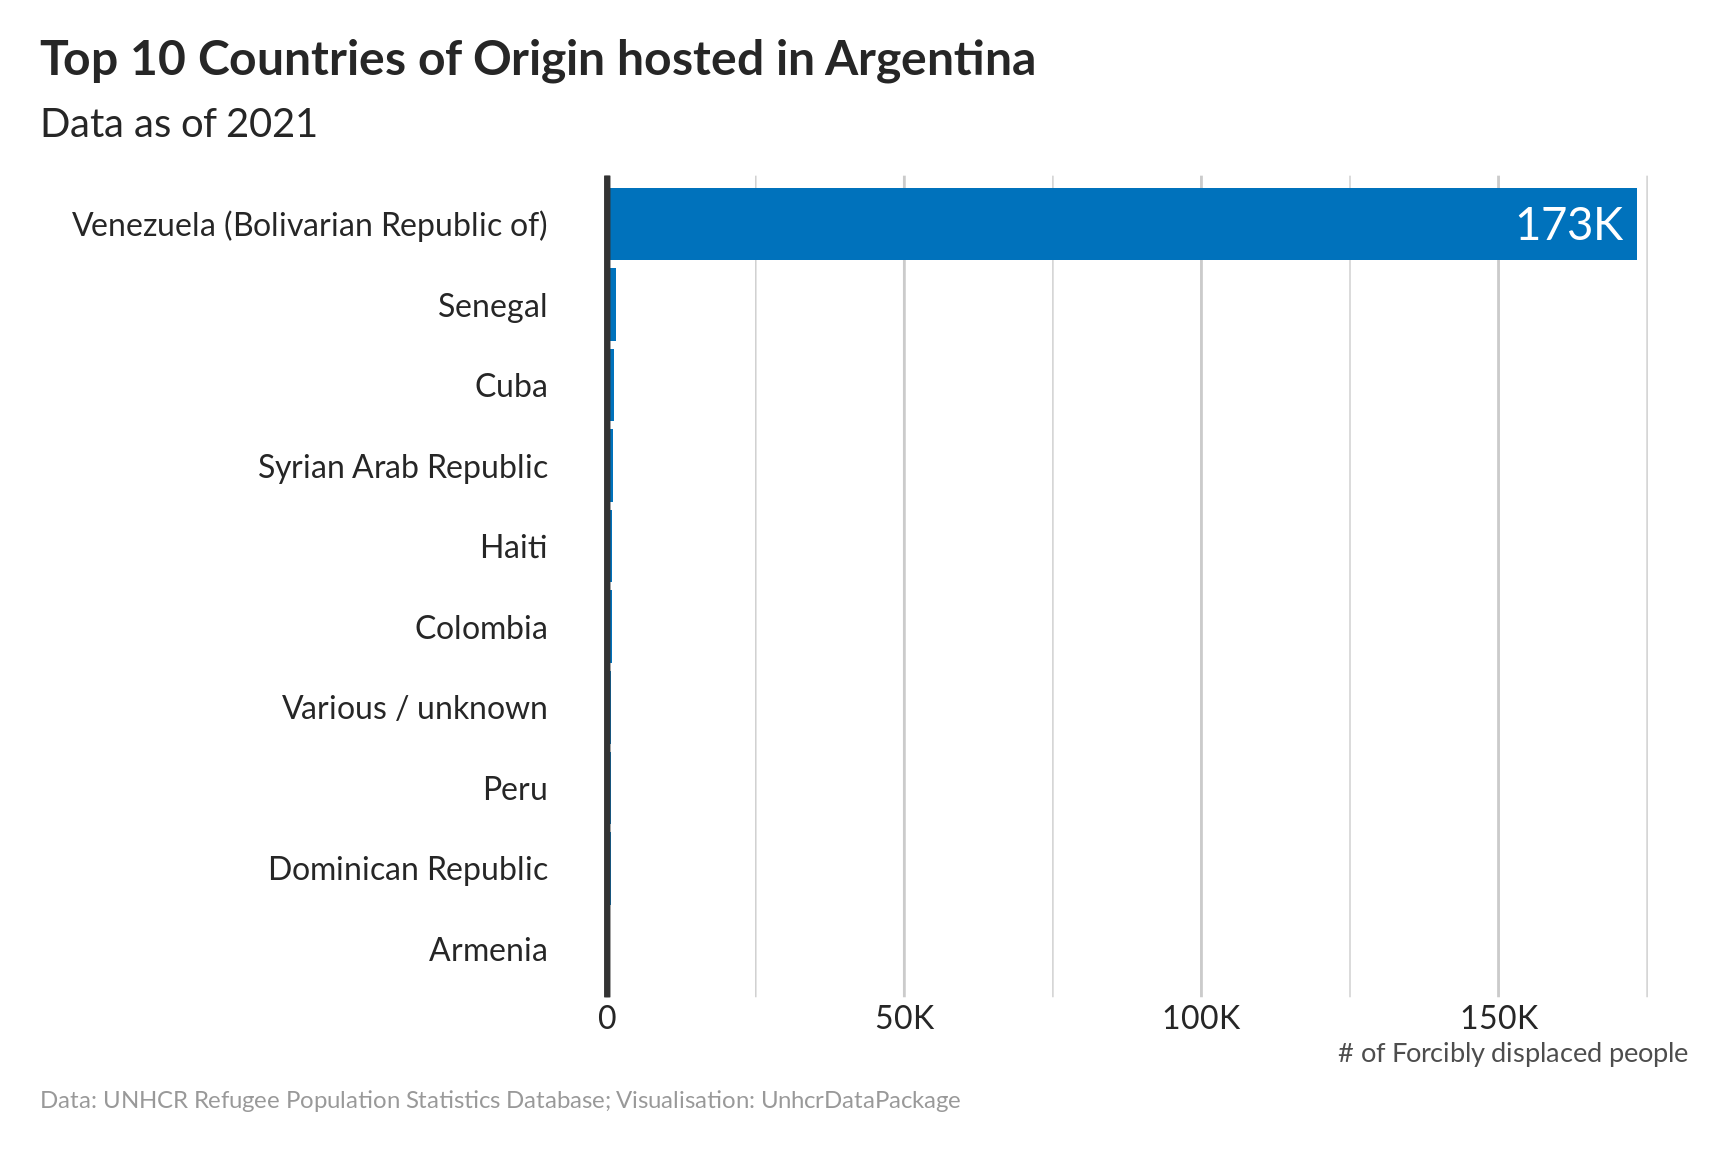 Top 10 Countries of Origin hosted in Argentina
Data as of 2021
Venezuela (Bolivarian Republic of)
173K
Senegal
Cuba
Syrian Arab Republic
Haiti
Colombia
Various / unknown
Peru
Dominican Republic
Armenia
0 50K 100K 150K
# of Forcibly displaced people
Data: UNHCR Refugee Population Statistics Database; Visualisation: UnhcrDataPackage